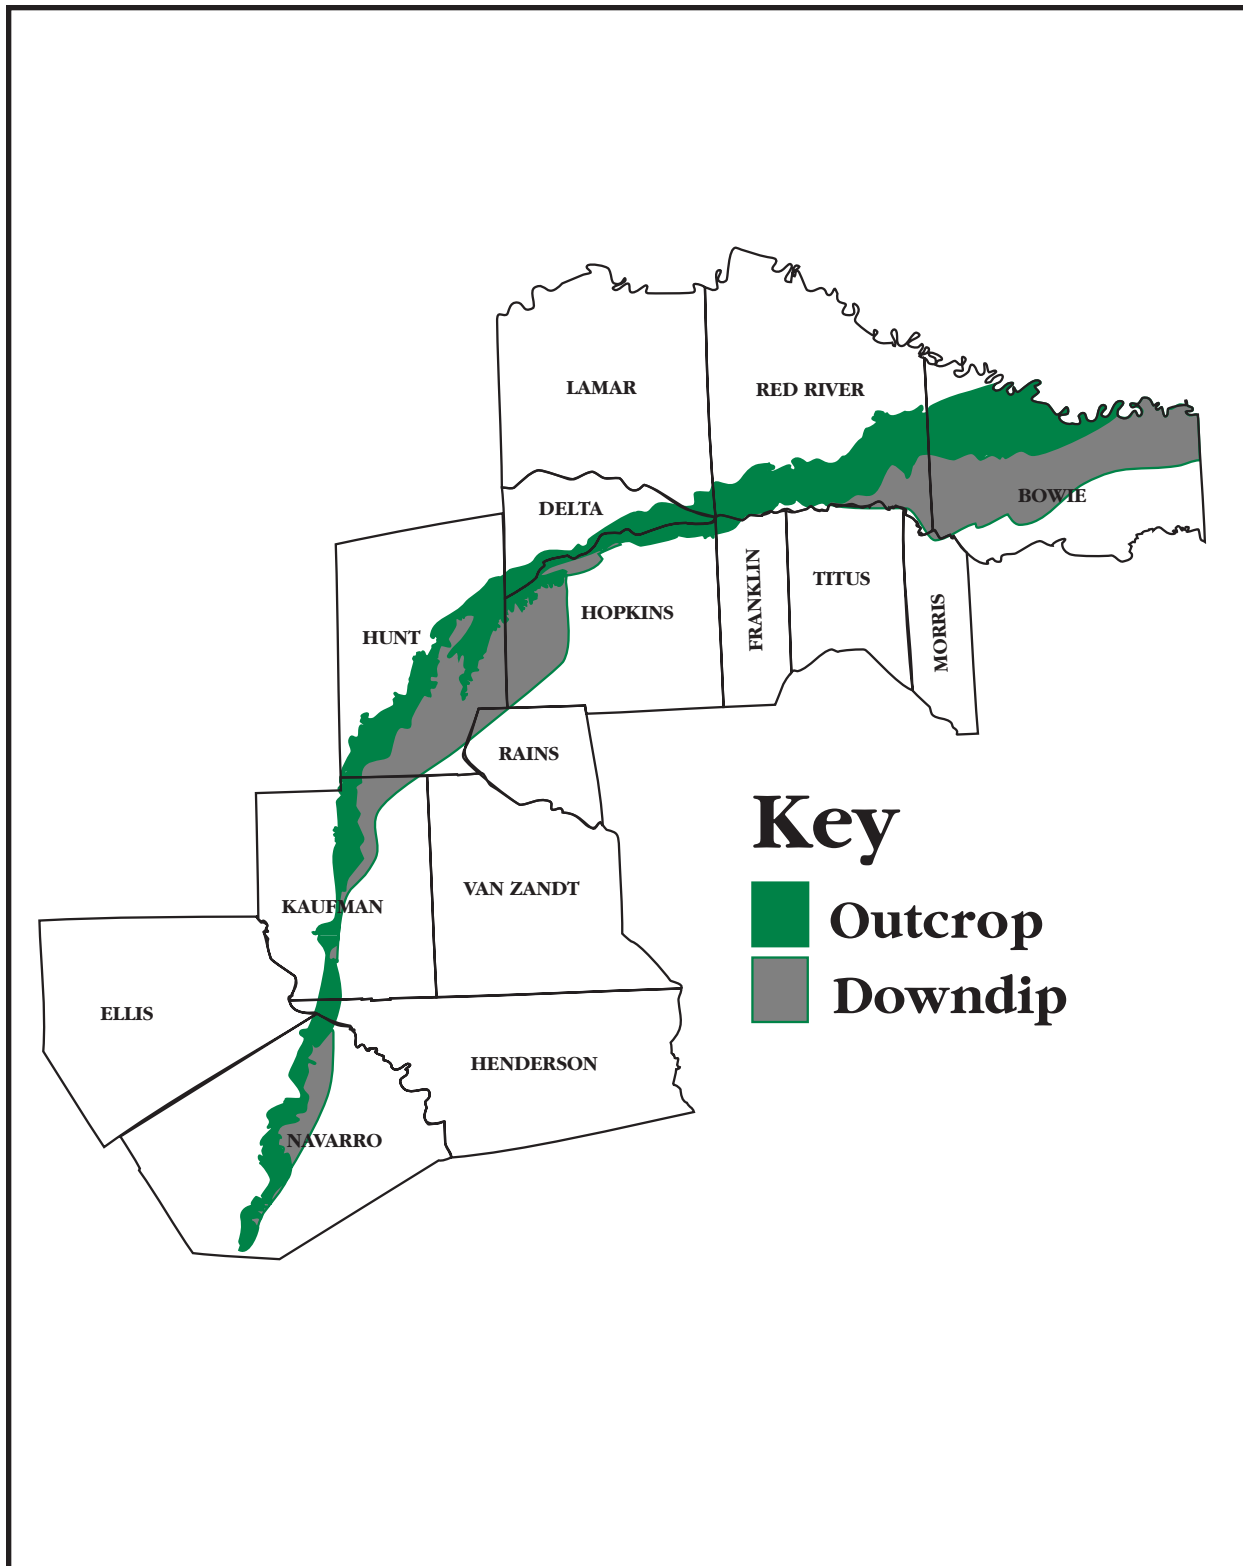 LAMAR
RED RIVER
DELTA
BOWIE
HOPKINS
FRANKLIN
TITUS
MORRIS
HUNT
RAINS
Key
KAUFMAN
VAN ZANDT
Outcrop
Downdip
ELLIS
HENDERSON
NAVARRO